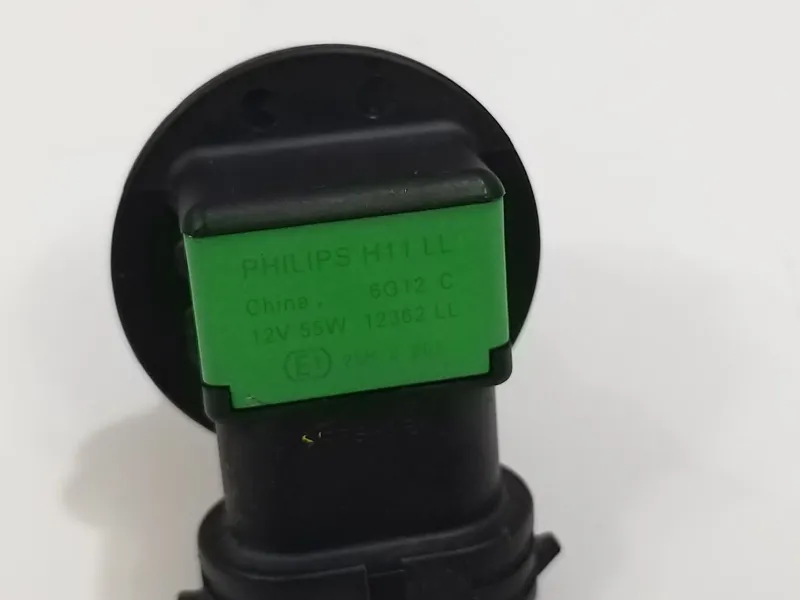 PHILIPS H11 LL
China, 6G12 C
12V 55W 12362 LL
E1